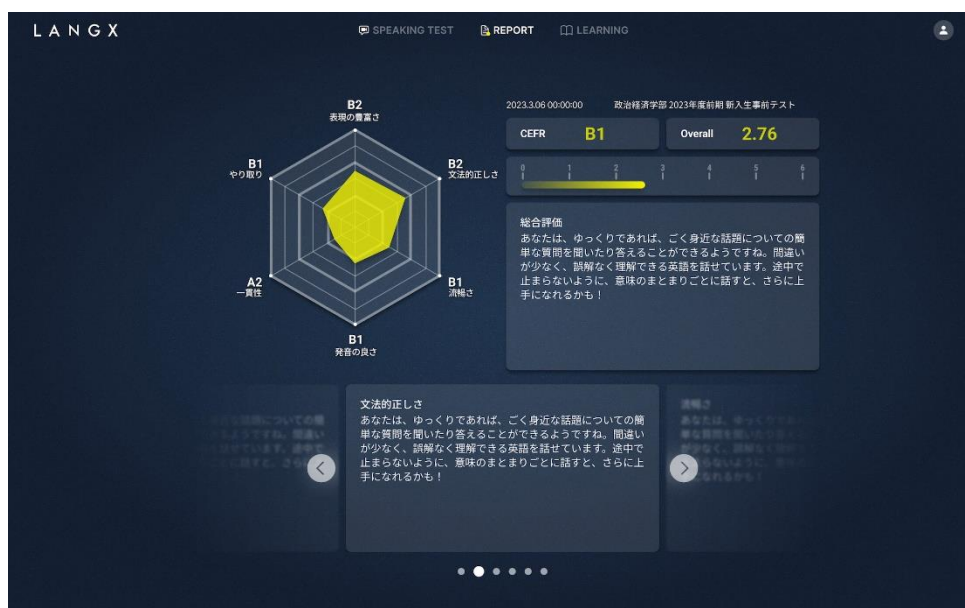 LANGX
SPEAKING TEST
REPORT
LEARNING
B2
表現の豊富さ
B1
やり取り
B2
文法的正しさ
A2
一貫性
B1
流暢さ
B1
発音の良さ
2023.3.06 00:00:00 政治経済学部 2023年度前期 新入生事前テスト
CEFR B1
Overall 2.76
0 1 2 3 4 5 6
総合評価
あなたは、ゆっくりであれば、ごく身近な話題についての簡
単な質問を聞いたり答えることができるようですね。間違い
が少なく、誤解なく理解できる英語を話せています。途中で
止まらないように、意味のまとまりごとに話すと、さらに上
手になれるかも！
文法的正しさ
あなたは、ゆっくりであれば、ごく身近な話題についての簡
単な質問を聞いたり答えることができるようですね。間違い
が少なく、誤解なく理解できる英語を話せています。途中で
止まらないように、意味のまとまりごとに話すと、さらに上
手になれるかも！
流暢さ